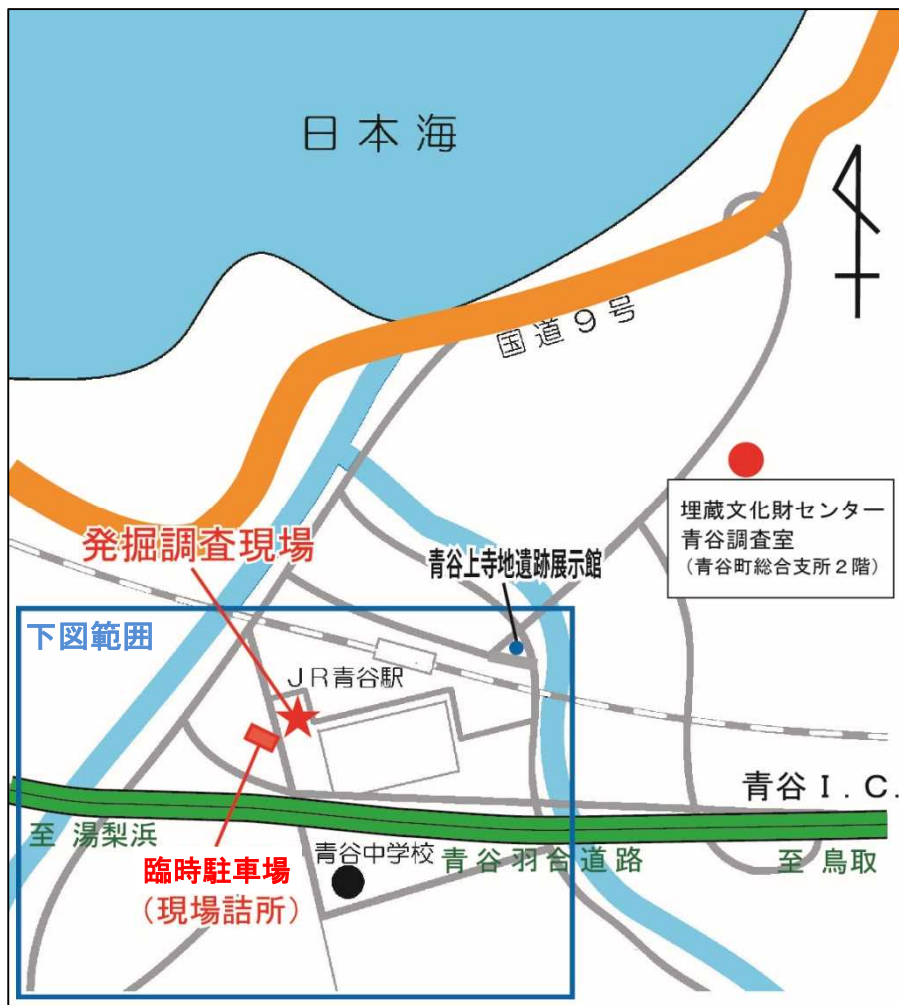 日本海
国道9号
埋蔵文化財センター
青谷調査室
（青谷町総合支所２階）
発掘調査現場
青谷上寺地遺跡展示館
下図範囲
ＪＲ青谷駅
青谷Ｉ．Ｃ．
至 湯梨浜
青谷中学校
青谷羽合道路
至 鳥取
臨時駐車場
（現場詰所）